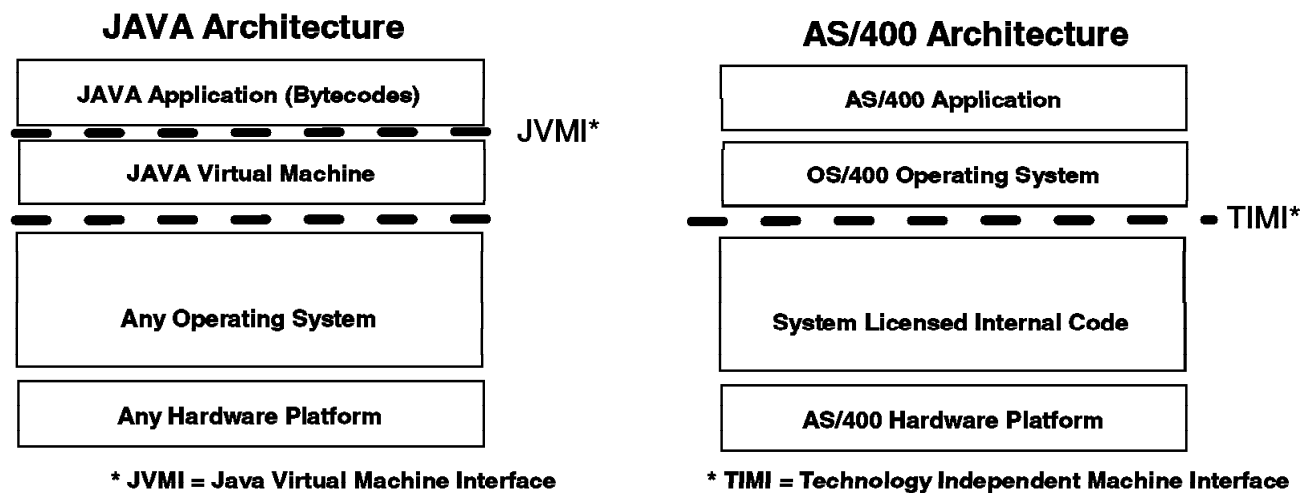 JAVA Architecture
JAVA Application (Bytecodes)
JVMI*
JAVA Virtual Machine
Any Operating System
Any Hardware Platform
* JVMI = Java Virtual Machine Interface
AS/400 Architecture
AS/400 Application
OS/400 Operating System
TIMI*
System Licensed Internal Code
AS/400 Hardware Platform
* TIMI = Technology Independent Machine Interface